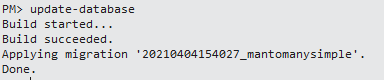 PM> update-database
Build started...
Build succeeded.
Applying migration '20210404154027_mantomanysimple'.
Done.